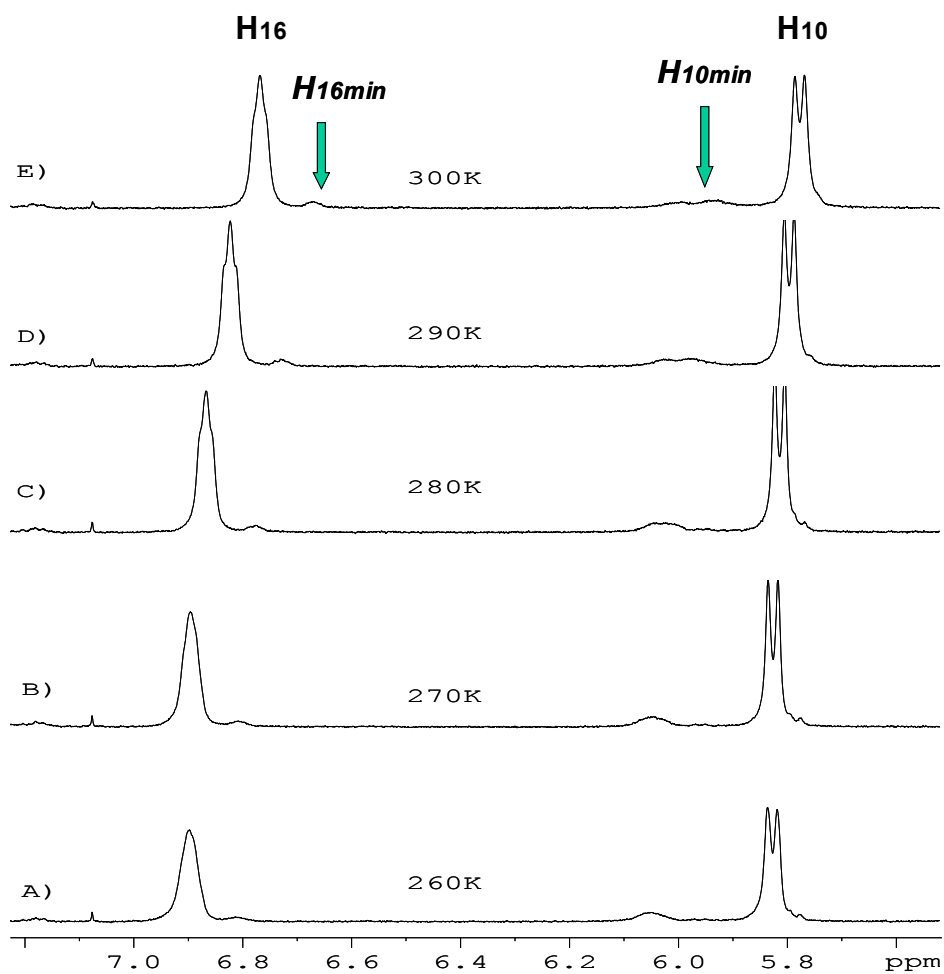 H16 H10
H16min H10min
E) 300K
D) 290K
C) 280K
B) 270K
A) 260K
7.0 6.8 6.6 6.4 6.2 6.0 5.8 ppm